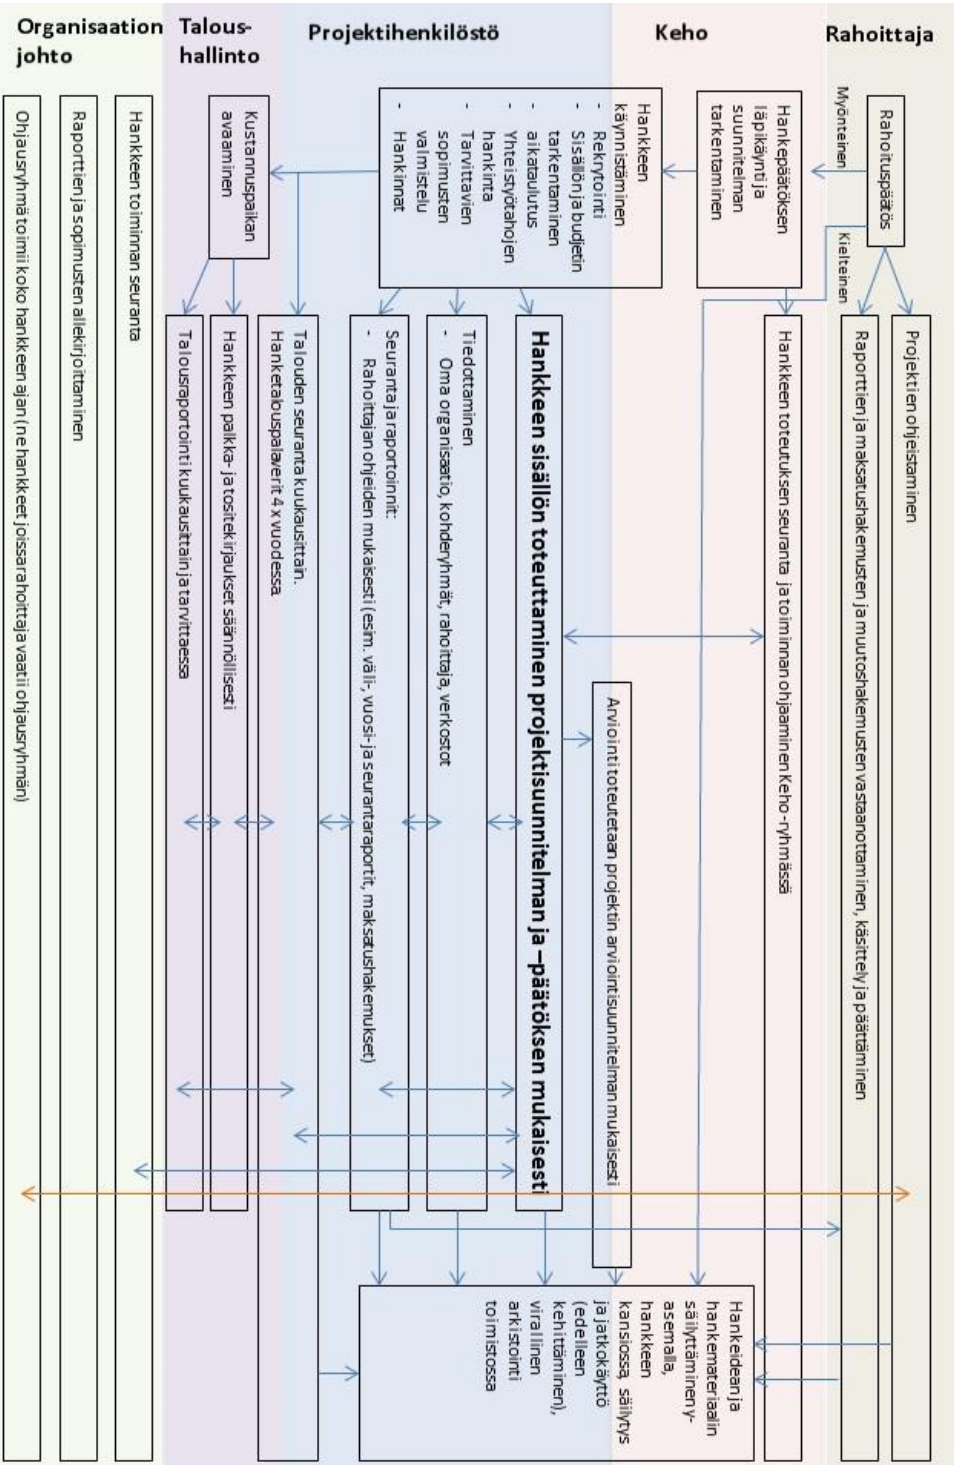 Organisaation
johto
Talous-
hallinto
Projektihenkilöstö
Keho
Rahoittaja
Rahoituspäätös
Myönteinen
Kielteinen
Projektien ohjeistaminen
Raporttien ja maksatushakemusten ja muutoshakemusten vastaanottaminen, käsittely ja päättäminen
Hankepäätöksen
läpikäynti ja
suunnitelman
tarkentaminen
Hankkeen toteutuksen seuranta ja toiminnan ohjaaminen Keho -ryhmässä
Hankkeen
käynnistäminen
- Rekrytointi
- Sisällön ja budjetin
tarkentaminen
- aikataulutus
- Yhteistyötahojen
hankinta
- Tarvittavien
sopimusten
valmistelu
- Hankinnat
Arviointi toteutetaan projektin arviointisuunnitelman mukaisesti
Hankkeen sisällön toteuttaminen projektisuunnitelman ja –päätöksen mukaisesti
Tiedottaminen
- Oma organisaatio, kohderyhmät, rahoittaja, verkostot
Seuranta ja raportoinnit:
- Rahoittajan ohjeiden mukaisesti (esim. väli-, vuosi- ja seurantaraportit, maksatushakemukset)
Talouden seuranta kuukausittain.
Hanketalouspalaverit 4 x vuodessa
Kustannuspaikan
avaaminen
Hankkeen palkka- ja tositekirjaukset säännöllisesti
Talousraportointi kuukausittain ja tarvittaessa
Hankkeen toiminnan seuranta
Raporttien ja sopimusten allekirjoittaminen
Ohjausryhmä toimii koko hankkeen ajan (ne hankkeet joissa rahoittaja vaatii ohjausryhmän)
Hankeidean ja
hankemateriaalin
säilyttäminen y-
asemalla,
hankkeen
kansiossa, säilytys
ja jatkokäyttö
(edelleen
kehittäminen),
virallinen
arkistointi
toimistossa